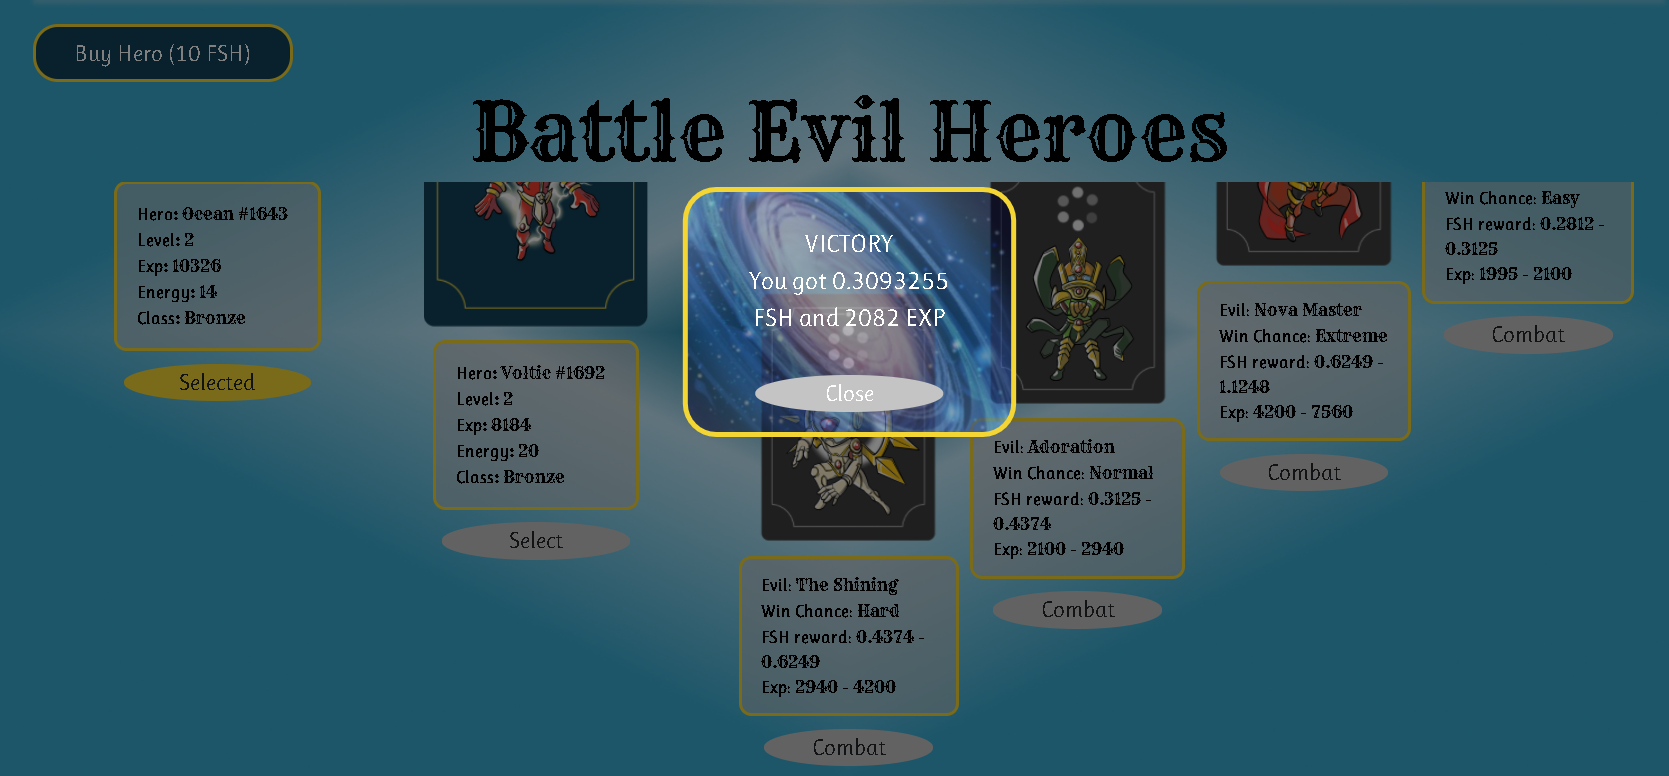 Buy Hero (10 FSH)
Battle Evil Heroes
Hero: Ocean #1643
Level: 2
Exp: 10326
Energy: 14
Class: Bronze
Selected
Hero: Voltic #1692
Level: 2
Exp: 8184
Energy: 20
Class: Bronze
Select
VICTORY
You got 0.3093255
FSH and 2082 EXP
Close
Evil: The Shining
Win Chance: Hard
FSH reward: 0.4374 -
0.6249
Exp: 2940 - 4200
Combat
Evil: Adoration
Win Chance: Normal
FSH reward: 0.3125 -
0.4374
Exp: 2100 - 2940
Combat
Evil: Nova Master
Win Chance: Extreme
FSH reward: 0.6249 -
1.1248
Exp: 4200 - 7560
Combat
Win Chance: Easy
FSH reward: 0.2812 -
0.3125
Exp: 1995 - 2100
Combat